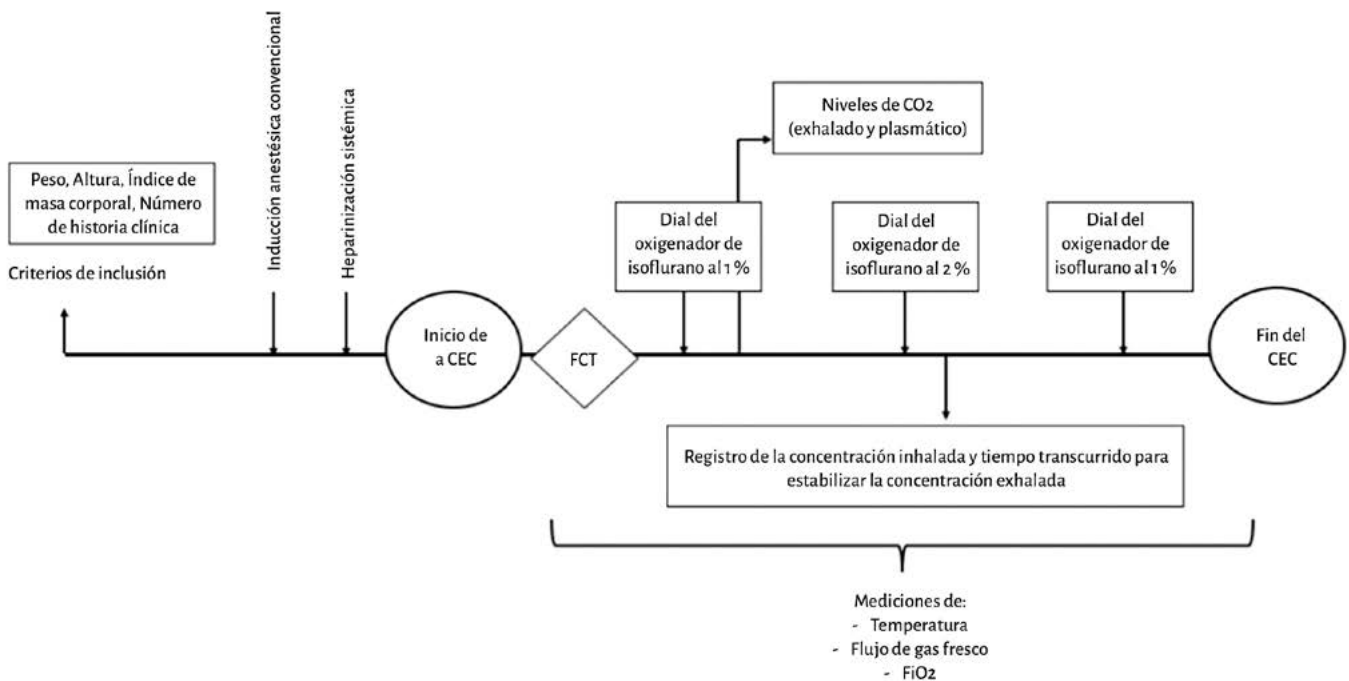 Inducción anestésica convencional
Heparinización sistémica
Niveles de CO2
(exhalado y plasmático)
Peso, Altura, Índice de
masa corporal, Número
de historia clínica
Criterios de inclusión
Dial del
oxigenador de
isoflurano al 1 %
Dial del
oxigenador de
isoflurano al 2 %
Dial del
oxigenador de
isoflurano al 1 %
Inicio de
a CEC
FCT
Fin del
CEC
Registro de la concentración inhalada y tiempo transcurrido para
estabilizar la concentración exhalada
Mediciones de:
- Temperatura
- Flujo de gas fresco
- FiO2